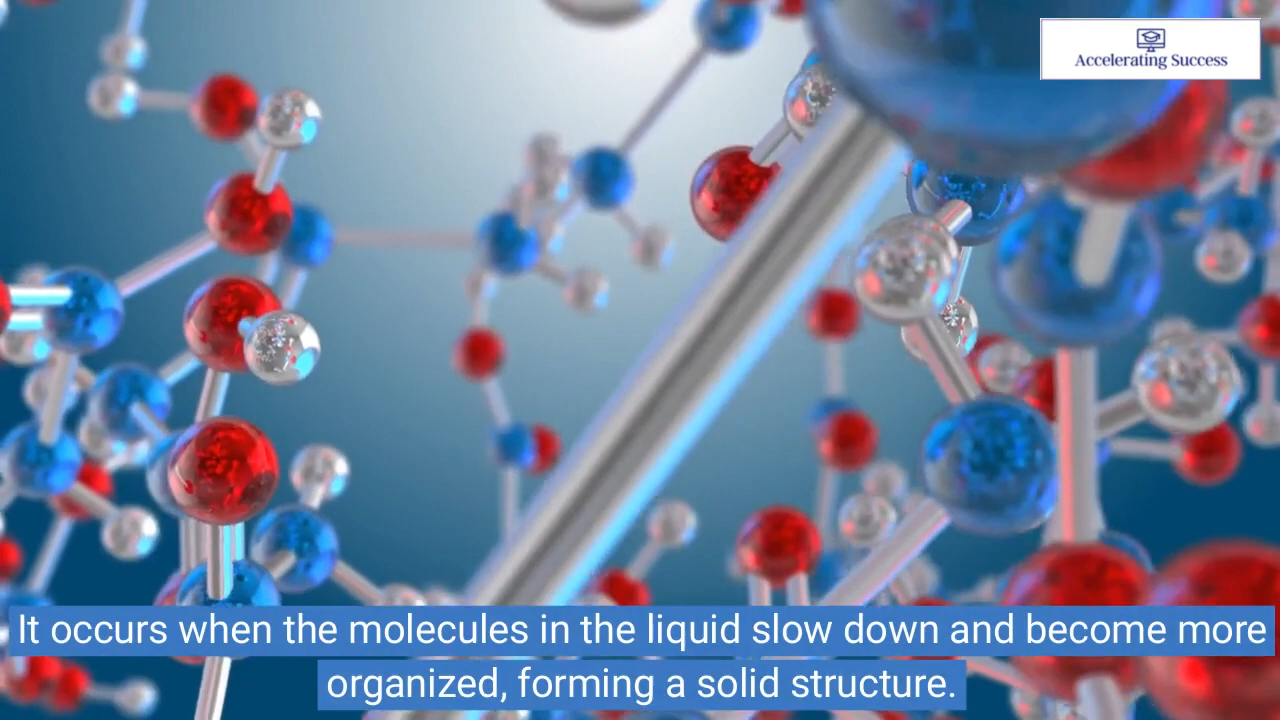 Accelerating Success
It occurs when the molecules in the liquid slow down and become more
organized, forming a solid structure.